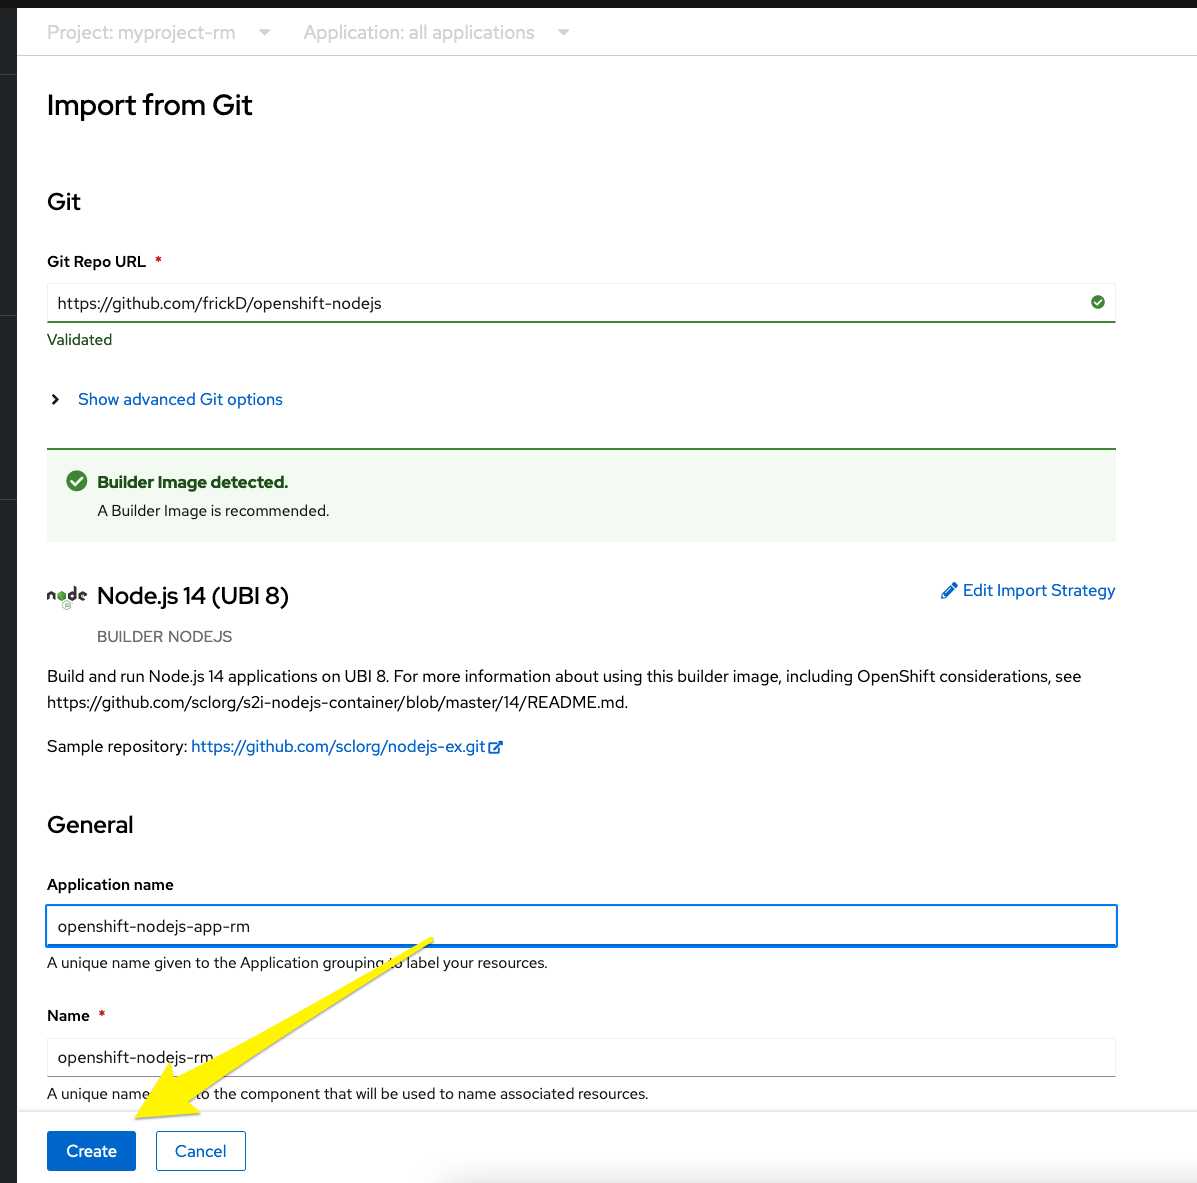 Project: myproject-rm Application: all applications
Import from Git
Git
Git Repo URL *
https://github.com/frickD/openshift-nodejs
Validated
Show advanced Git options
Builder Image detected.
A Builder Image is recommended.
node
JS
Node.js 14 (UBI 8)
Edit Import Strategy
BUILDER NODEJS
Build and run Node.js 14 applications on UBI 8. For more information about using this builder image, including OpenShift considerations, see
https://github.com/sclorg/s2i-nodejs-container/blob/master/14/README.md.
Sample repository: https://github.com/sclorg/nodejs-ex.git
General
Application name
openshift-nodejs-app-rm
A unique name given to the Application grouping to label your resources.
Name *
openshift-nodejs-rm
A unique name to the component that will be used to name associated resources.
Create Cancel